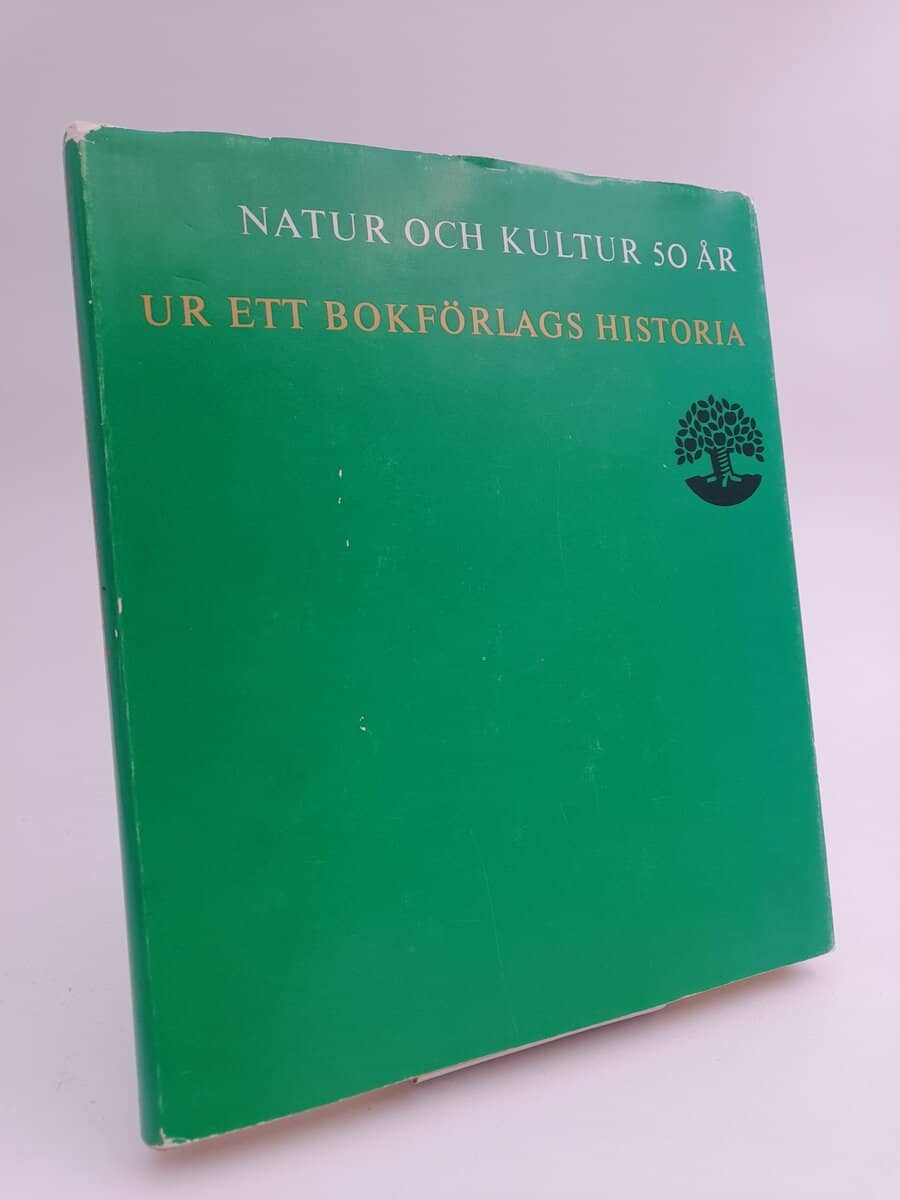 NATUR OCH KULTUR 50 ÅR
UR ETT BOKFÖRLAGS HISTORIA